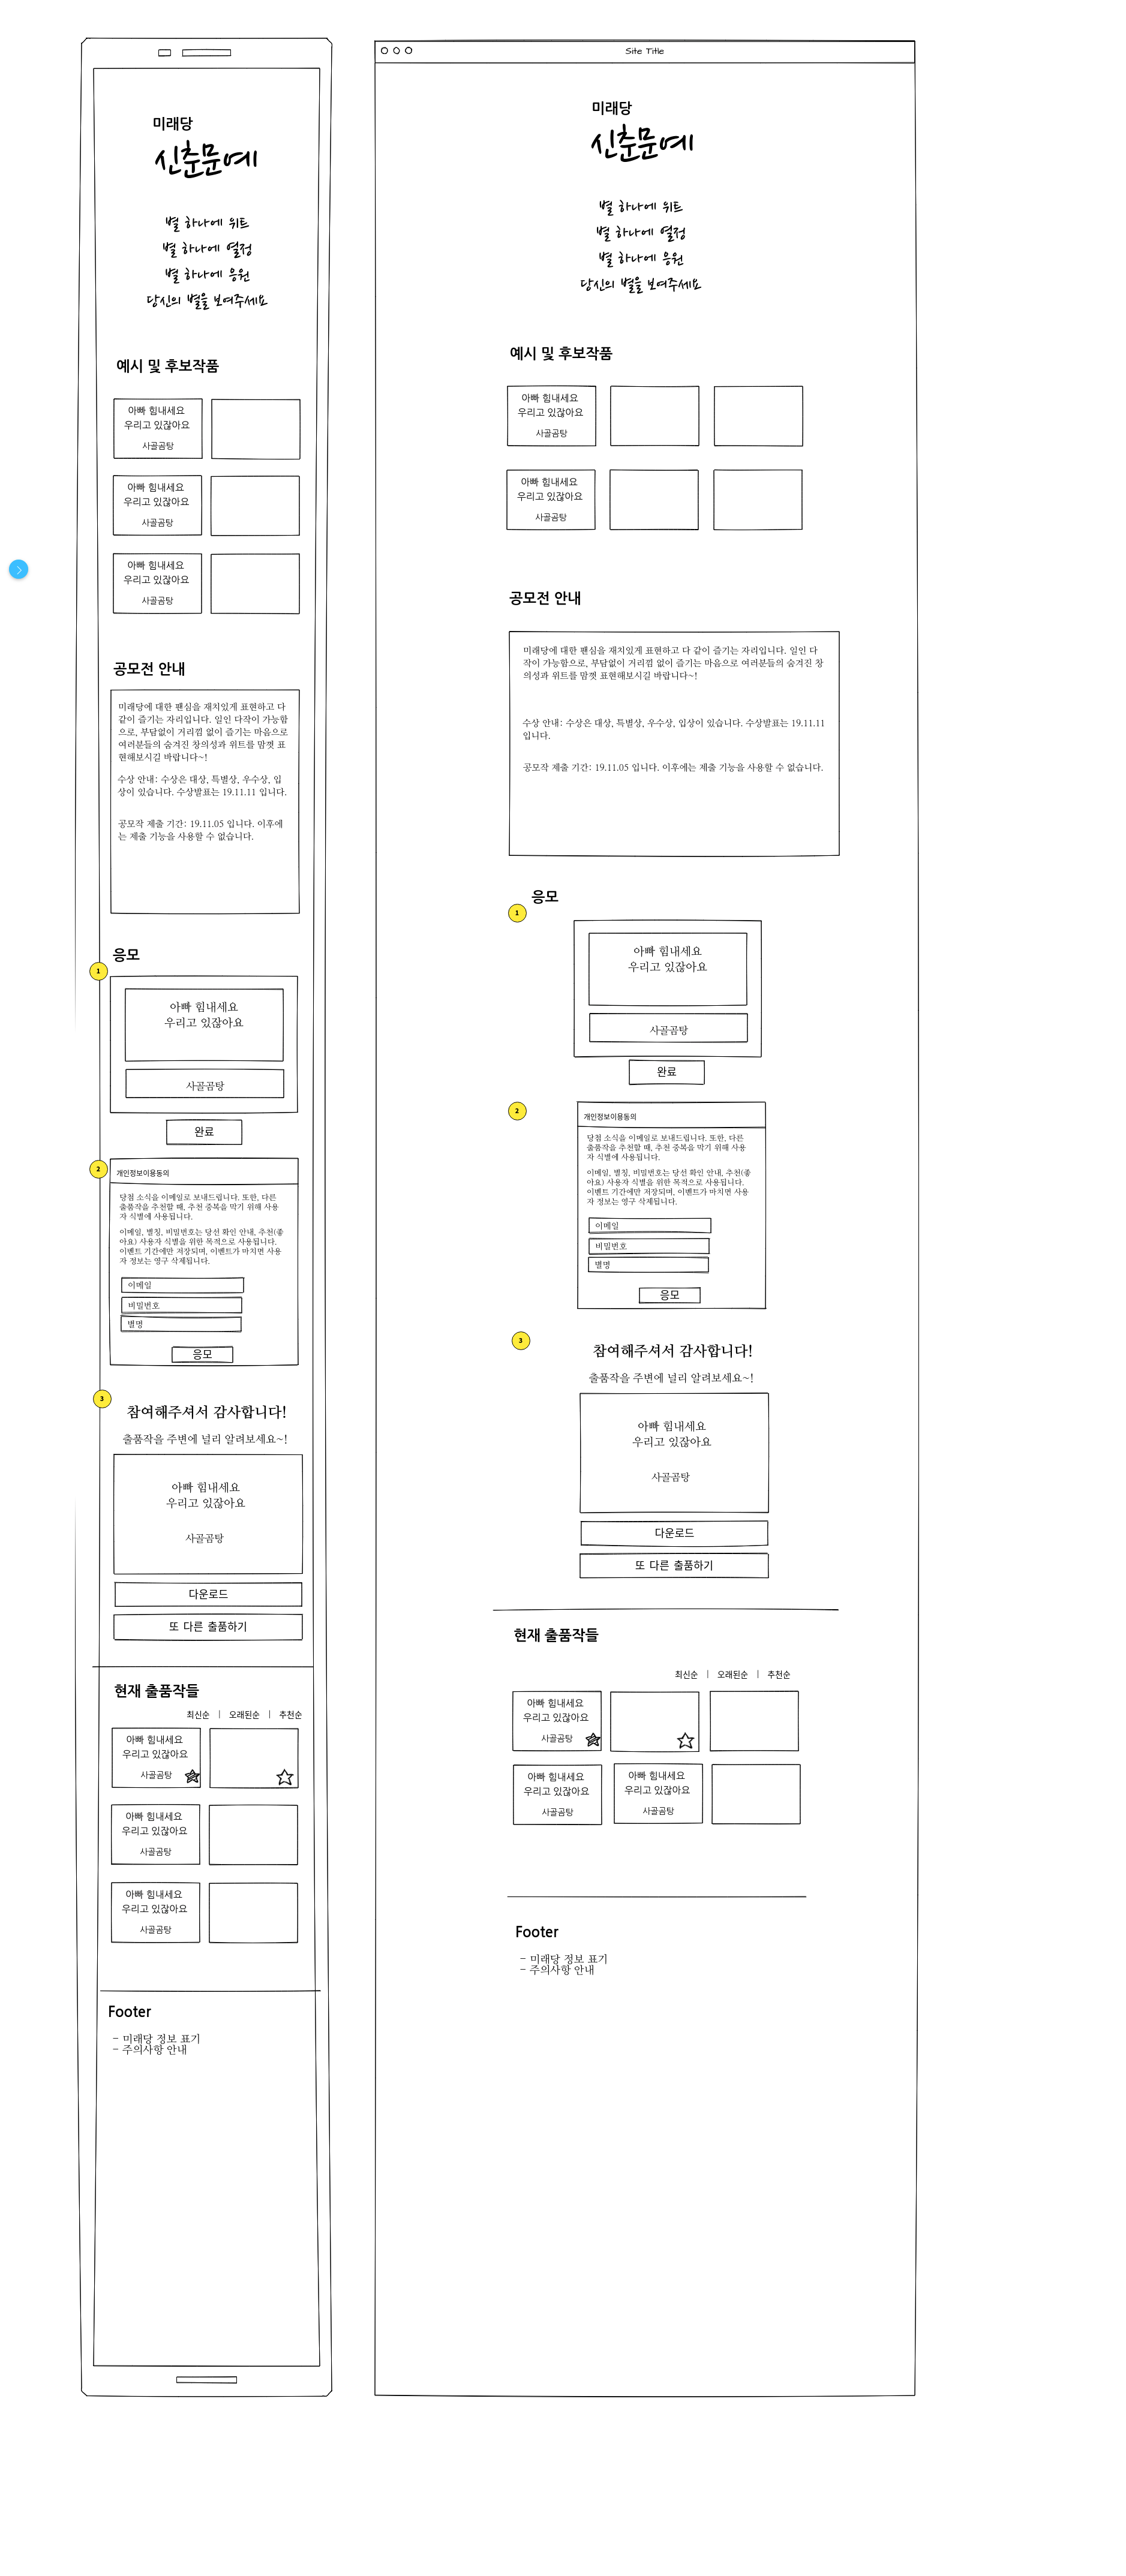 미래당
신춘문예
별 하나에 위트
별 하나에 열정
별 하나에 응원
당신의 별을 보여주세요
예시 및 후보작품
아빠 힘내세요
우리고 있잖아요
사골곰탕
아빠 힘내세요
우리고 있잖아요
사골곰탕
아빠 힘내세요
우리고 있잖아요
사골곰탕
공모전 안내
미래당에 대한 팬심을 재치있게 표현하고 다
같이 즐기는 자리입니다. 일인 다작이 가능함
으로, 부담없이 거리낌 없이 즐기는 마음으로
여러분들의 숨겨진 창의성과 위트를 맘껏 표
현해보시길 바랍니다~!
수상 안내: 수상은 대상, 특별상, 우수상, 입
상이 있습니다. 수상발표는 19.11.11 입니다.
공모작 제출 기간: 19.11.05 입니다. 이후에
는 제출 기능을 사용할 수 없습니다.
응모
1
아빠 힘내세요
우리고 있잖아요
사골곰탕
완료
2
개인정보이용동의
당첨 소식을 이메일로 보내드립니다. 또한, 다른
출품작을 추천할 때, 추천 중복을 막기 위해 사용
자 식별에 사용됩니다.
이메일, 별칭, 비밀번호는 당선 확인 안내, 추천(좋
아요) 사용자 식별을 위한 목적으로 사용됩니다.
이벤트 기간에만 저장되며, 이벤트가 마치면 사용
자 정보는 영구 삭제됩니다.
이메일
비밀번호
별명
응모
3
참여해주셔서 감사합니다!
출품작을 주변에 널리 알려보세요~!
아빠 힘내세요
우리고 있잖아요
사골곰탕
다운로드
또 다른 출품하기
현재 출품작들
최신순 | 오래된순 | 추천순
아빠 힘내세요
우리고 있잖아요
사골곰탕
아빠 힘내세요
우리고 있잖아요
사골곰탕
아빠 힘내세요
우리고 있잖아요
사골곰탕
Footer
- 미래당 정보 표기
- 주의사항 안내
Site Title
미래당
신춘문예
별 하나에 위트
별 하나에 열정
별 하나에 응원
당신의 별을 보여주세요
예시 및 후보작품
아빠 힘내세요
우리고 있잖아요
사골곰탕
아빠 힘내세요
우리고 있잖아요
사골곰탕
공모전 안내
미래당에 대한 팬심을 재치있게 표현하고 다 같이 즐기는 자리입니다. 일인 다
작이 가능함으로, 부담없이 거리낌 없이 즐기는 마음으로 여러분들의 숨겨진 창
의성과 위트를 맘껏 표현해보시길 바랍니다~!
수상 안내: 수상은 대상, 특별상, 우수상, 입상이 있습니다. 수상발표는 19.11.11
입니다.
공모작 제출 기간: 19.11.05 입니다. 이후에는 제출 기능을 사용할 수 없습니다.
응모
1
아빠 힘내세요
우리고 있잖아요
사골곰탕
완료
2
개인정보이용동의
당첨 소식을 이메일로 보내드립니다. 또한, 다른
출품작을 추천할 때, 추천 중복을 막기 위해 사용
자 식별에 사용됩니다.
이메일, 별칭, 비밀번호는 당선 확인 안내, 추천(좋
아요) 사용자 식별을 위한 목적으로 사용됩니다.
이벤트 기간에만 저장되며, 이벤트가 마치면 사용
자 정보는 영구 삭제됩니다.
이메일
비밀번호
별명
응모
3
참여해주셔서 감사합니다!
출품작을 주변에 널리 알려보세요~!
아빠 힘내세요
우리고 있잖아요
사골곰탕
다운로드
또 다른 출품하기
현재 출품작들
최신순 | 오래된순 | 추천순
아빠 힘내세요
우리고 있잖아요
사골곰탕
아빠 힘내세요
우리고 있잖아요
사골곰탕
아빠 힘내세요
우리고 있잖아요
사골곰탕
Footer
- 미래당 정보 표기
- 주의사항 안내